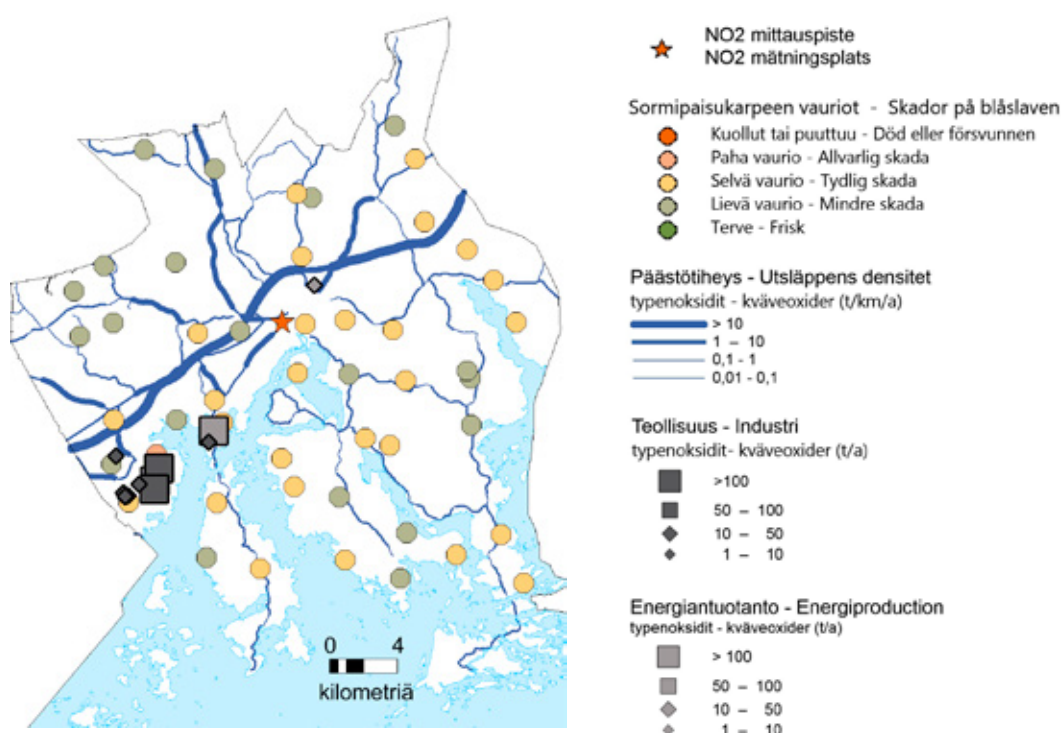 NO2 mittauspiste
NO2 mätningsplats
Sormipaisukarpeen vauriot - Skador på blåslaven
Kuollut tai puuttuu - Död eller försvunnen
Paha vaurio - Allvarlig skada
Selvä vaurio - Tydlig skada
Lievä vaurio - Mindre skada
Terve - Frisk
Päästötiheys - Utsläppens densitet
typenoksidit - kväveoxider (t/km/a)
> 10
1 - 10
0,1 - 1
0,01 - 0,1
Teollisuus - Industri
typenoksidit- kväveoxider (t/a)
>100
50 - 100
10 - 50
1 - 10
Energiantuotanto - Energiproduction
typenoksidit - kväveoxider (t/a)
> 100
50 - 100
10 - 50
1 - 10
0 4
kilometriä